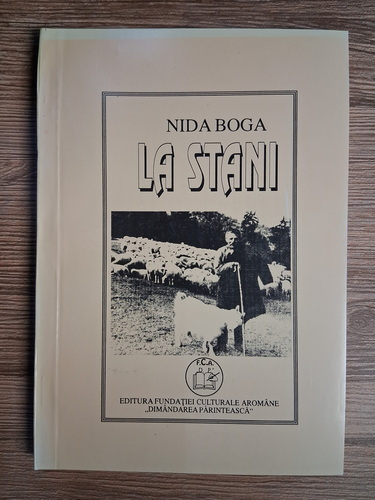 NIDA BOGA
LA STANI
F.C.A.
D P
EDITURA FUNDAŢIEI CULTURALE AROMÂNE
„DIMÂNDAREA PĂRINTEASCĂ“